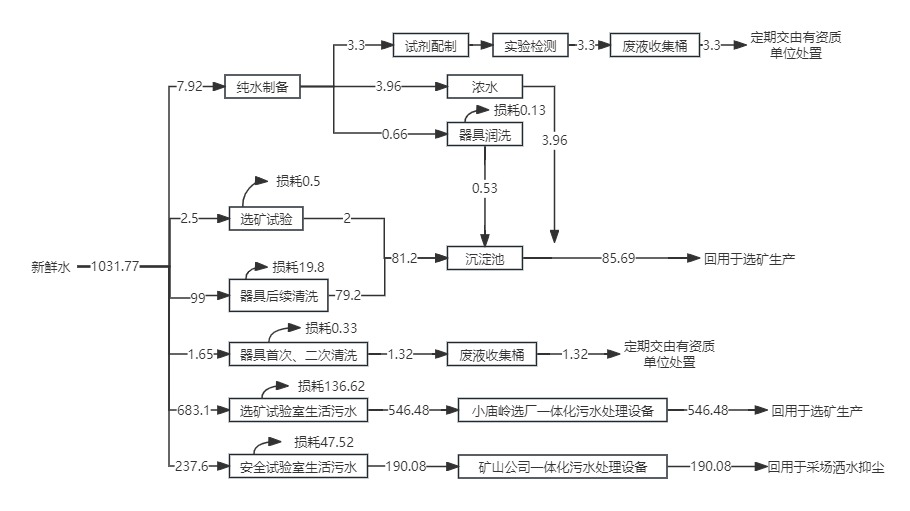 3.3
试剂配制
实验检测
3.3
废液收集桶
3.3
定期交由有资质
单位处置
7.92
纯水制备
3.96
浓水
损耗0.13
0.66
器具润洗
3.96
损耗0.5
0.53
2.5
选矿试验
2
新鲜水
1031.77
81.2
沉淀池
85.69
回用于选矿生产
损耗19.8
99
器具后续清洗
79.2
损耗0.33
1.65
器具首次、二次清洗
1.32
废液收集桶
1.32
定期交由有资质
单位处置
损耗136.62
683.1
选矿试验室生活污水
546.48
小庙岭选厂一体化污水处理设备
546.48
回用于选矿生产
损耗47.52
237.6
安全试验室生活污水
190.08
矿山公司一体化污水处理设备
190.08
回用于采场洒水抑尘